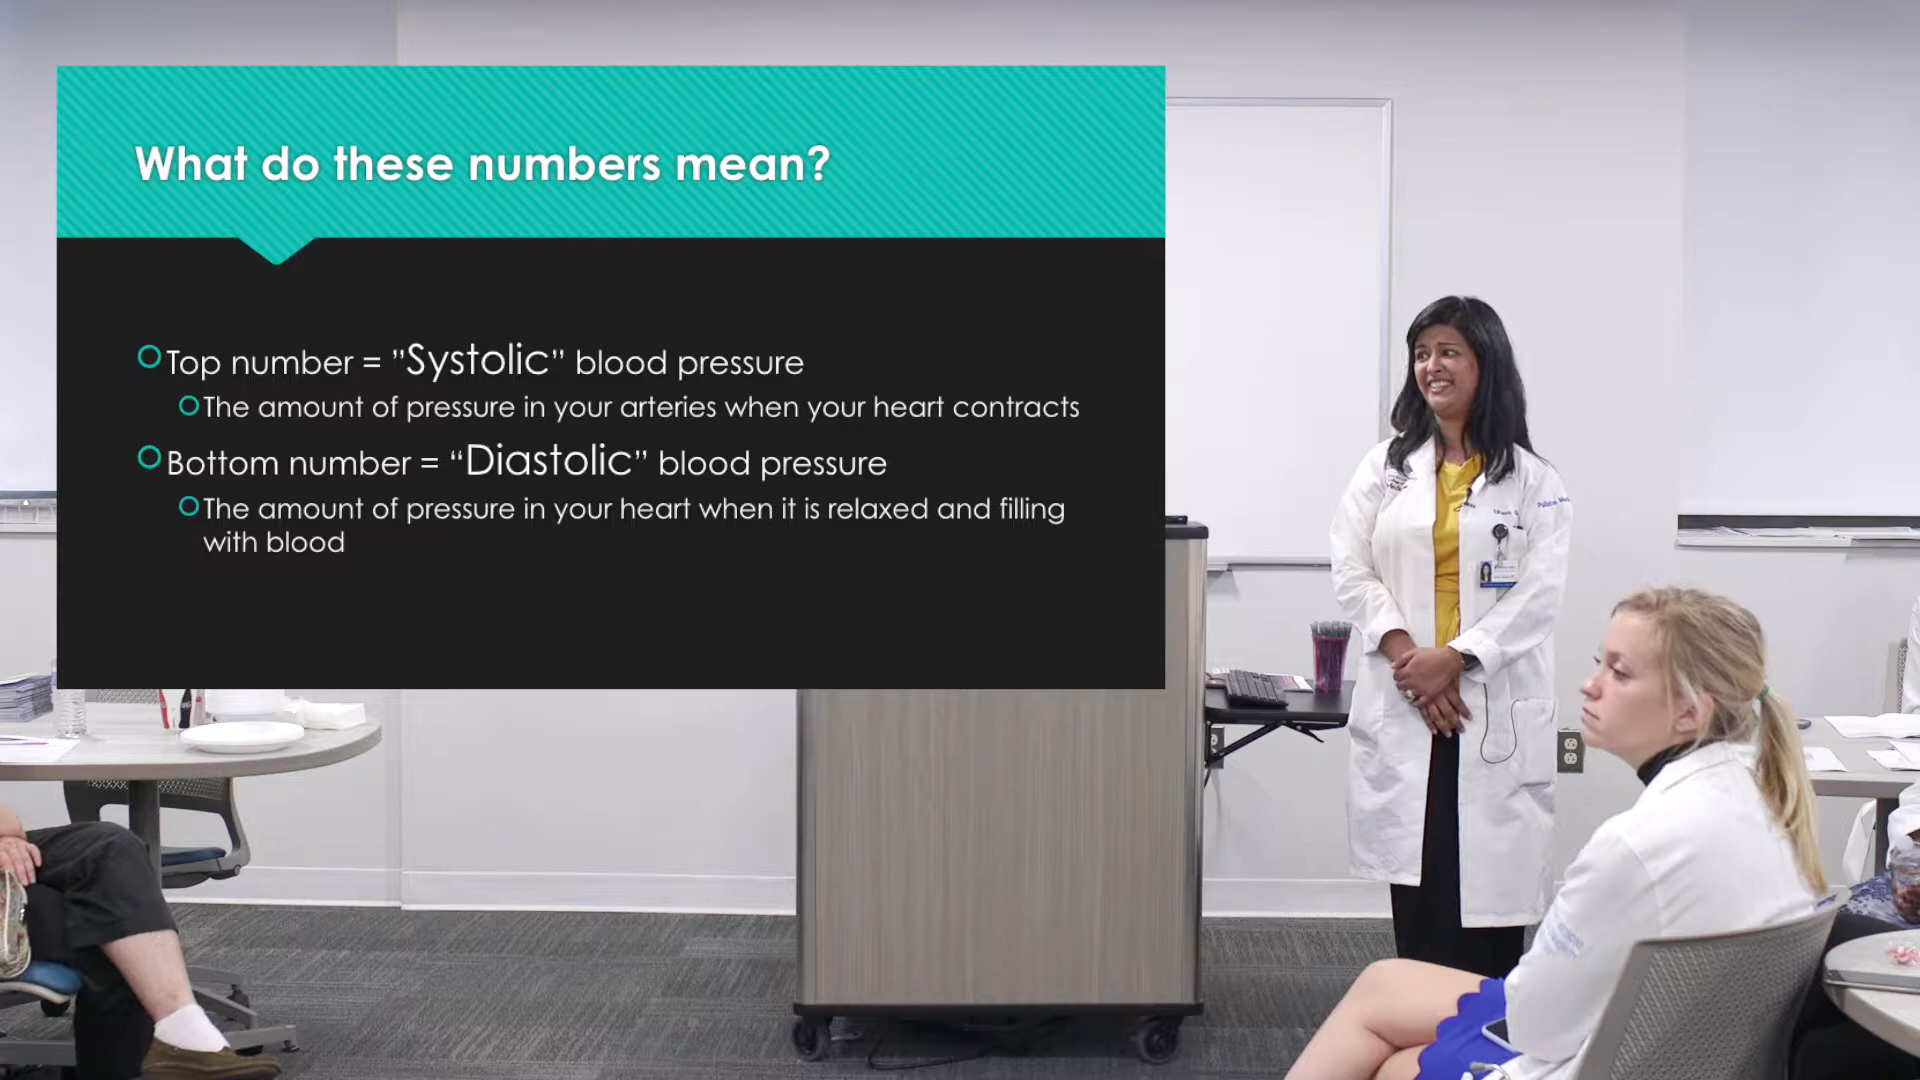 What do these numbers mean?
Top number = ”Systolic” blood pressure
The amount of pressure in your arteries when your heart contracts
Bottom number = “Diastolic” blood pressure
The amount of pressure in your heart when it is relaxed and filling
with blood